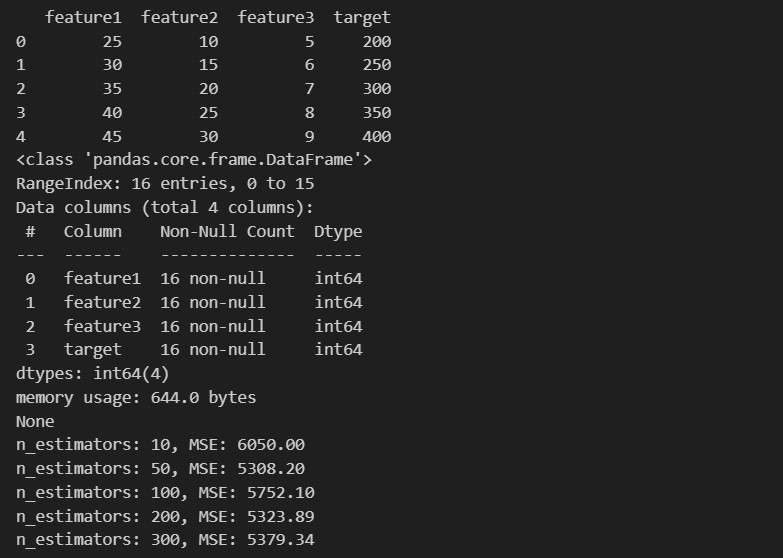 feature1  feature2  feature3  target
0        25        10         5     200
1        30        15         6     250
2        35        20         7     300
3        40        25         8     350
4        45        30         9     400
<class 'pandas.core.frame.DataFrame'>
RangeIndex: 16 entries, 0 to 15
Data columns (total 4 columns):
 #   Column    Non-Null Count  Dtype
---  ------    --------------  -----
 0   feature1  16 non-null     int64
 1   feature2  16 non-null     int64
 2   feature3  16 non-null     int64
 3   target    16 non-null     int64
dtypes: int64(4)
memory usage: 644.0 bytes
None
n_estimators: 10, MSE: 6050.00
n_estimators: 50, MSE: 5308.20
n_estimators: 100, MSE: 5752.10
n_estimators: 200, MSE: 5323.89
n_estimators: 300, MSE: 5379.34